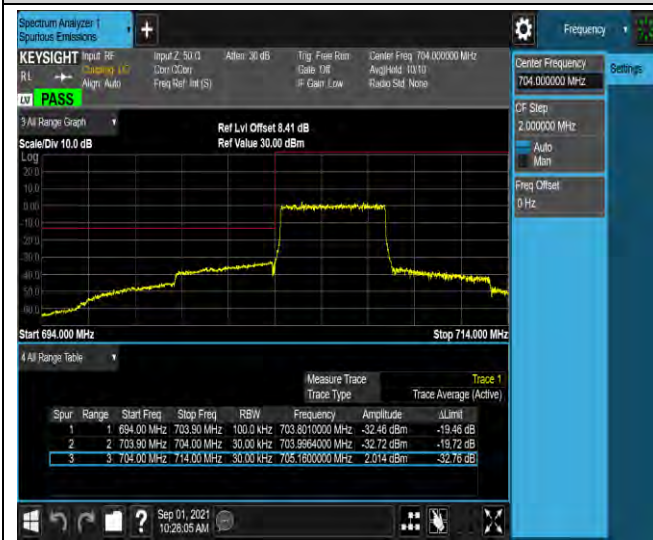 Spectrum Analyzer 1
Spurious Emissions
+
Frequency
KEYSIGHT
Input: RF
Coupling: DC
Align: Auto
Input Z: 50 Ω
Corr CCorr
Freq Ref: Int (S)
Atten: 30 dB
Trig: Free Run
Gate: Off
IF Gain: Low
Center Freq: 704.000000 MHz
Avg|Hold: 10/10
Radio Std: None
RL
LXI
PASS
Center Frequency
704.000000 MHz
Settings
CF Step
2.000000 MHz
Auto
Man
Freq Offset
0 Hz
3 All Range Graph
Ref Lvl Offset 8.41 dB
Scale/Div 10.0 dB
Ref Value 30.00 dBm
Log
20.0
10.0
0.00
-10.0
-20.0
-30.0
-40.0
-50.0
-60.0
Start 694.000 MHz
Stop 714.000 MHz
4 All Range Table
Measure Trace Trace 1
Trace Type Trace Average (Active)
Spur Range Start Freq Stop Freq RBW Frequency Amplitude ΔLimit
1 1 694.00 MHz 703.90 MHz 100.0 kHz 703.8010000 MHz -32.46 dBm -19.46 dB
2 2 703.90 MHz 704.00 MHz 30.00 kHz 703.9964000 MHz -32.72 dBm -19.72 dB
3 3 704.00 MHz 714.00 MHz 30.00 kHz 705.1600000 MHz 2.014 dBm -32.76 dB
?
Sep 01, 2021
10:28:05 AM